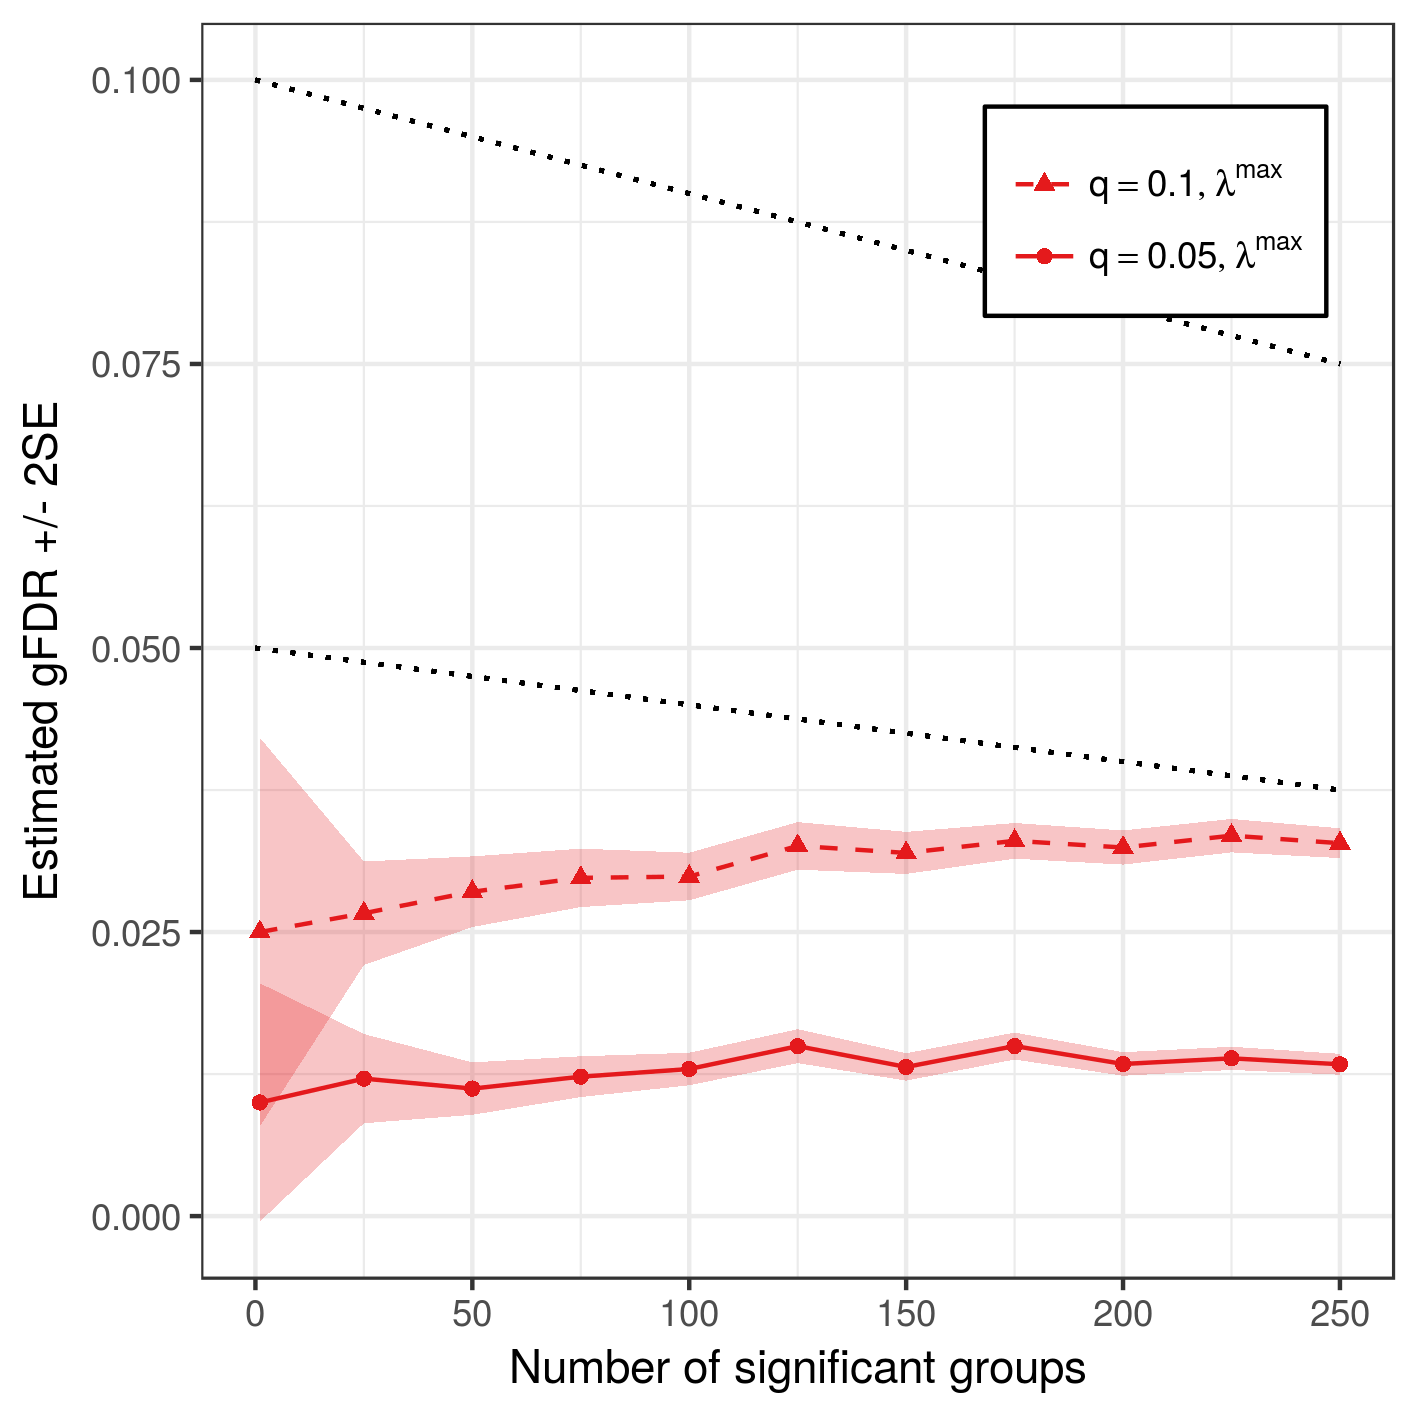 Estimated gFDR +/- 2SE
0.100
0.075
0.050
0.025
0.000
q = 0.1, λ^max
q = 0.05, λ^max
0 50 100 150 200 250
Number of significant groups